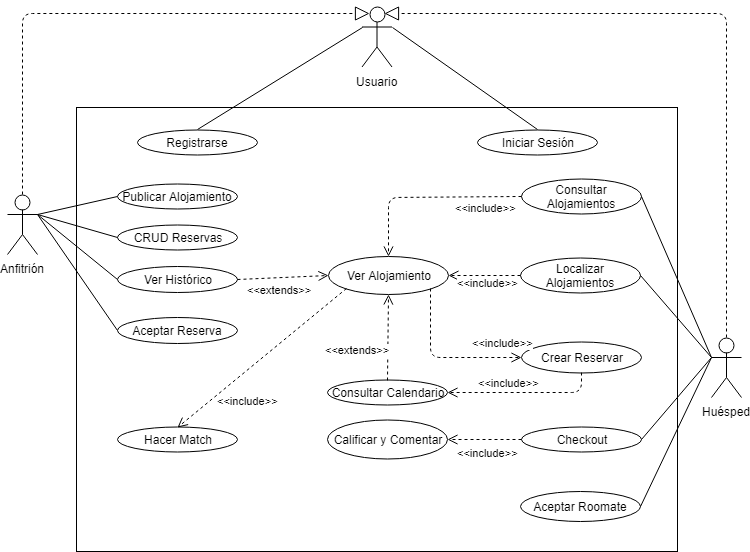 Usuario
Registrarse
Iniciar Sesión
Publicar Alojamiento
Consultar
Alojamientos
<<include>>
CRUD Reservas
Anfitrión
Ver Histórico
<<extends>>
Ver Alojamiento
<<include>>
Localizar
Alojamientos
Aceptar Reserva
<<extends>>
<<include>>
Crear Reservar
<<include>>
Consultar Calendario
<<include>>
Huésped
Hacer Match
Calificar y Comentar
<<include>>
Checkout
Aceptar Roomate